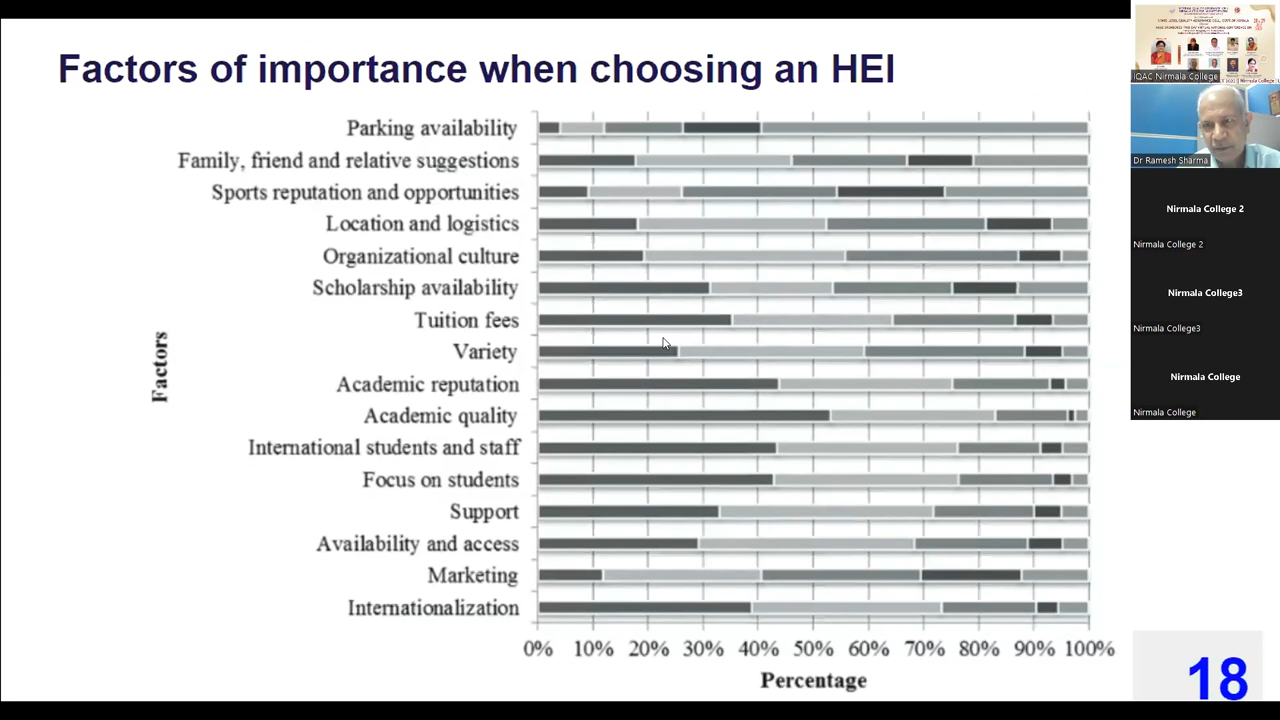 Factors of importance when choosing an HEI
Parking availability
Family, friend and relative suggestions
Sports reputation and opportunities
Location and logistics
Organizational culture
Scholarship availability
Tuition fees
Variety
Academic reputation
Academic quality
International students and staff
Focus on students
Support
Availability and access
Marketing
Internationalization
Factors
0% 10% 20% 30% 40% 50% 60% 70% 80% 90% 100%
Percentage
18
IQAC Nirmala College
Dr Ramesh Sharma
Nirmala College 2
Nirmala College 2
Nirmala College3
Nirmala College3
Nirmala College
Nirmala College